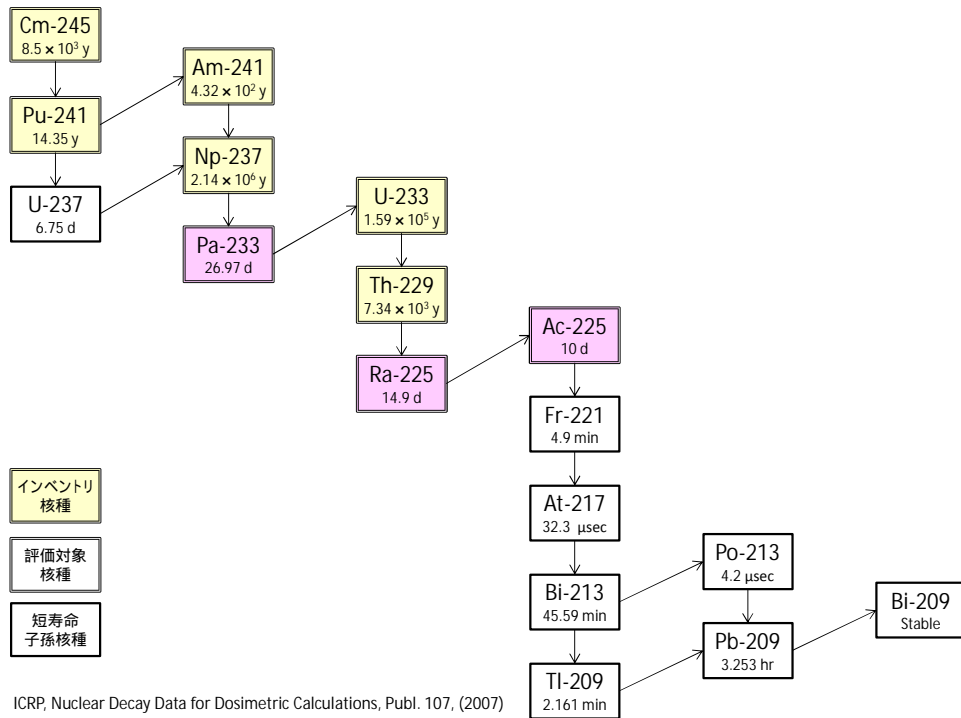 Cm-245
8.5 × 10³ y
Pu-241
14.35 y
U-237
6.75 d
Am-241
4.32 × 10² y
Np-237
2.14 × 10⁶ y
Pa-233
26.97 d
U-233
1.59 × 10⁵ y
Th-229
7.34 × 10³ y
Ra-225
14.9 d
Ac-225
10 d
Fr-221
4.9 min
At-217
32.3 μsec
Bi-213
45.59 min
Tl-209
2.161 min
Po-213
4.2 μsec
Pb-209
3.253 hr
Bi-209
Stable
インベントリ
核種
評価対象
核種
短寿命
子孫核種
ICRP, Nuclear Decay Data for Dosimetric Calculations, Publ. 107, (2007)